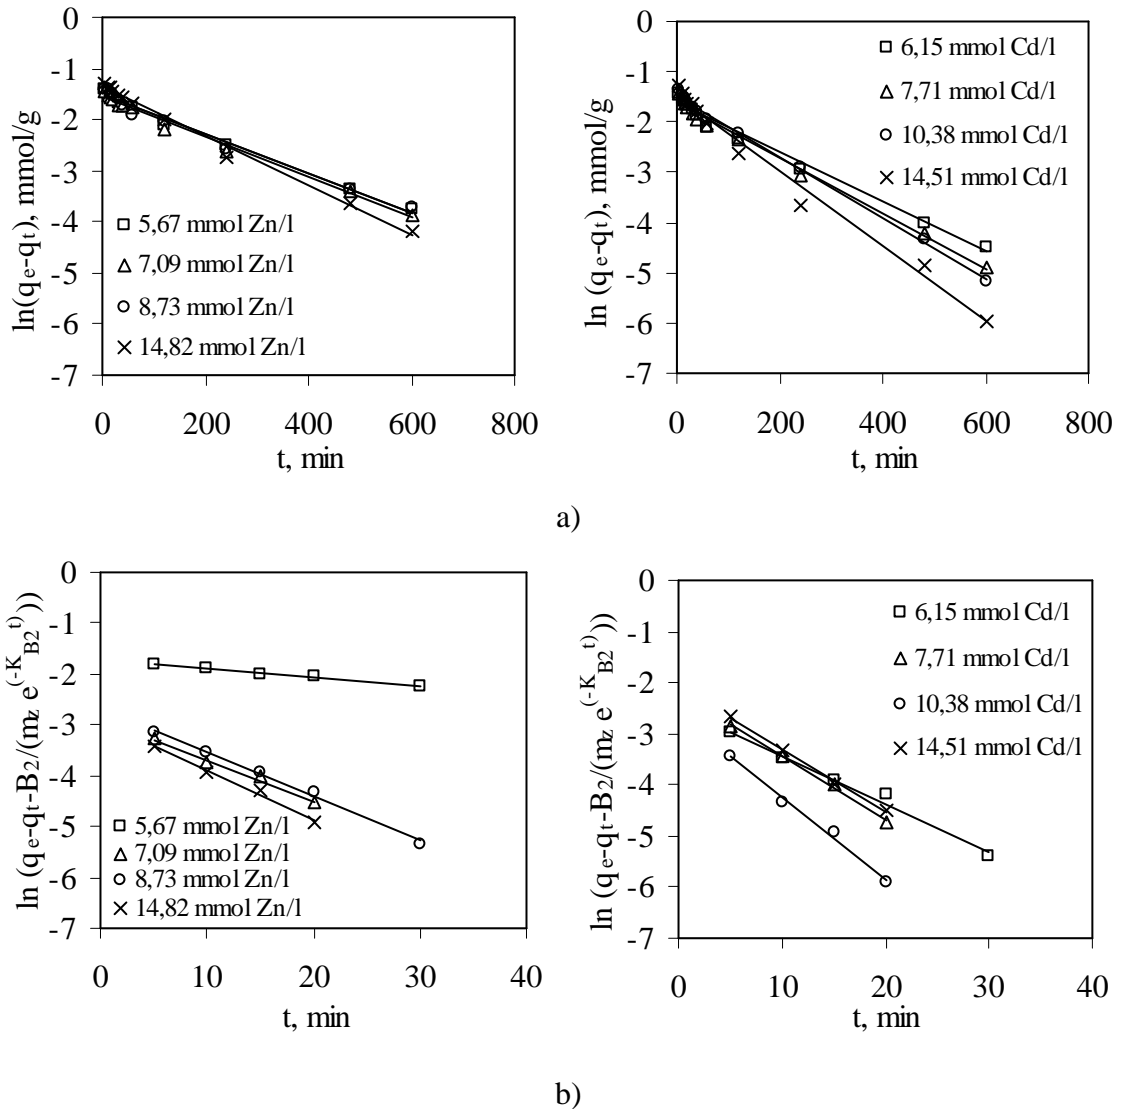 0
-1
-2
-3
-4
-5
-6
-7
ln(qe-qt), mmol/g
5,67 mmol Zn/l
7,09 mmol Zn/l
8,73 mmol Zn/l
14,82 mmol Zn/l
0 200 400 600 800
t, min
0
-1
-2
-3
-4
-5
-6
-7
ln (qe-qt), mmol/g
6,15 mmol Cd/l
7,71 mmol Cd/l
10,38 mmol Cd/l
14,51 mmol Cd/l
0 200 400 600 800
t, min
a)
0
-1
-2
-3
-4
-5
-6
-7
ln (qe-qt-B2/(mz e(-KB2t)))
5,67 mmol Zn/l
7,09 mmol Zn/l
8,73 mmol Zn/l
14,82 mmol Zn/l
0 10 20 30 40
t, min
0
-1
-2
-3
-4
-5
-6
-7
ln (qe-qt-B2/(mz e(-KB2t)))
6,15 mmol Cd/l
7,71 mmol Cd/l
10,38 mmol Cd/l
14,51 mmol Cd/l
0 10 20 30 40
t, min
b)